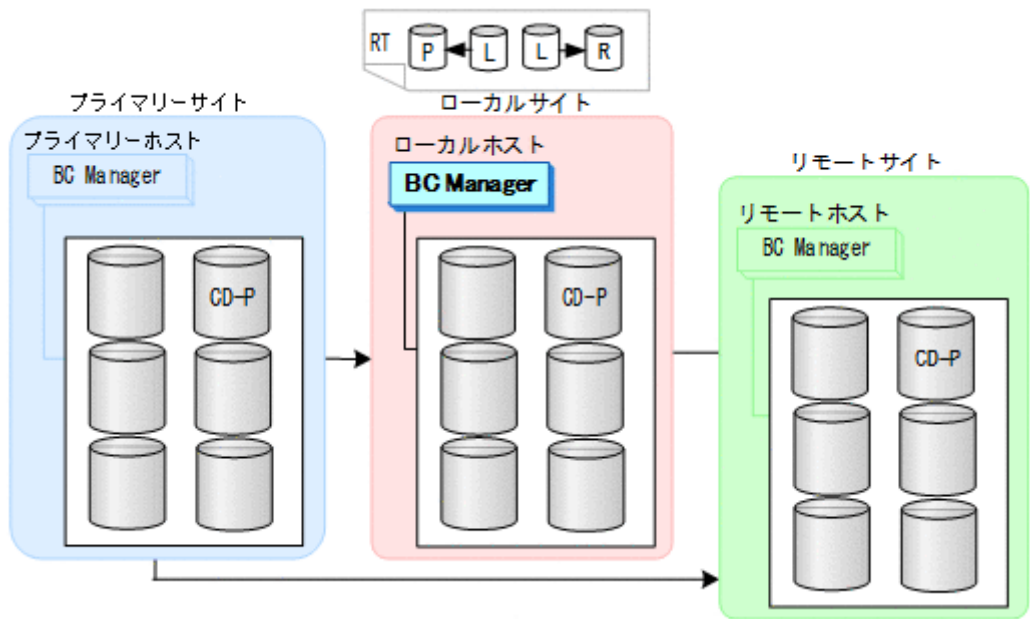 RT P L L R
プライマリーサイト
ローカルサイト
リモートサイト
プライマリーホスト
BC Manager
CD-P
ローカルホスト
BC Manager
CD-P
リモートホスト
BC Manager
CD-P